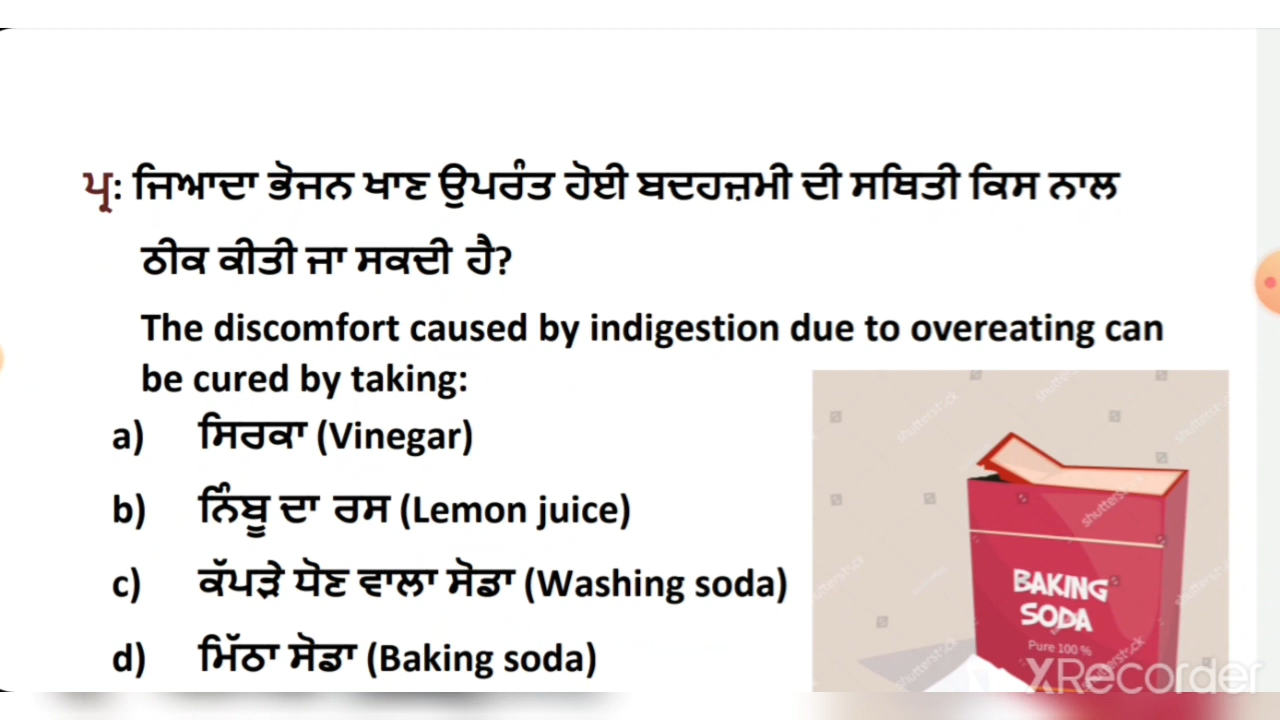 ਪ੍ਰ: ਜਿਆਦਾ ਭੋਜਨ ਖਾਣ ਉਪਰੰਤ ਹੋਈ ਬਦਹਜ਼ਮੀ ਦੀ ਸਥਿਤੀ ਕਿਸ ਨਾਲ
ਠੀਕ ਕੀਤੀ ਜਾ ਸਕਦੀ ਹੈ?
The discomfort caused by indigestion due to overeating can
be cured by taking:
a) ਸਿਰਕਾ (Vinegar)
b) ਨਿੰਬੂ ਦਾ ਰਸ (Lemon juice)
c) ਕੱਪੜੇ ਧੋਣ ਵਾਲਾ ਸੋਡਾ (Washing soda)
d) ਮਿੱਠਾ ਸੋਡਾ (Baking soda)
BAKING
SODA
Pure 100 %
shutterstock
XRecorder